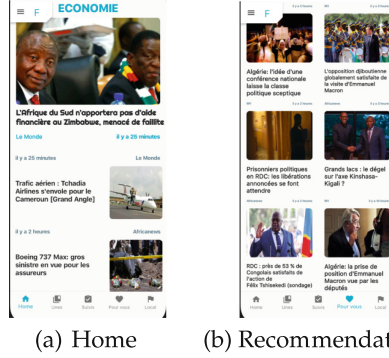 F ECONOMIE
L'Afrique du Sud n'apportera pas d'aide
financière au Zimbabwe, menacé de faillite
Le Monde Il y a 25 minutes
Il y a 25 minutes Le Monde
Trafic aérien : Tchadia
Airlines s'envole pour le
Cameroun [Grand Angle]
Il y a 2 heures Africanews
Boeing 737 Max: gros
sinistre en vue pour les
assureurs
Home Unes Suivis Pour vous Local
(a) Home
F
Algérie: l'idée d'une
conférence nationale
laisse la classe
politique sceptique
L'opposition djiboutienne
globalement satisfaite de
la visite d'Emmanuel
Macron
Prisonniers politiques
en RDC: les libérations
annoncées se font
attendre
Grands lacs : le dégel
sur l'axe Kinshasa-
Kigali ?
RDC : près de 53 % de
Congolais satisfaits de
l'action de
Félix Tshisekedi (sondage)
Algérie: la prise de
position d'Emmanuel
Macron vue par les
députés
Home Unes Suivis Pour vous Local
(b) Recommendat